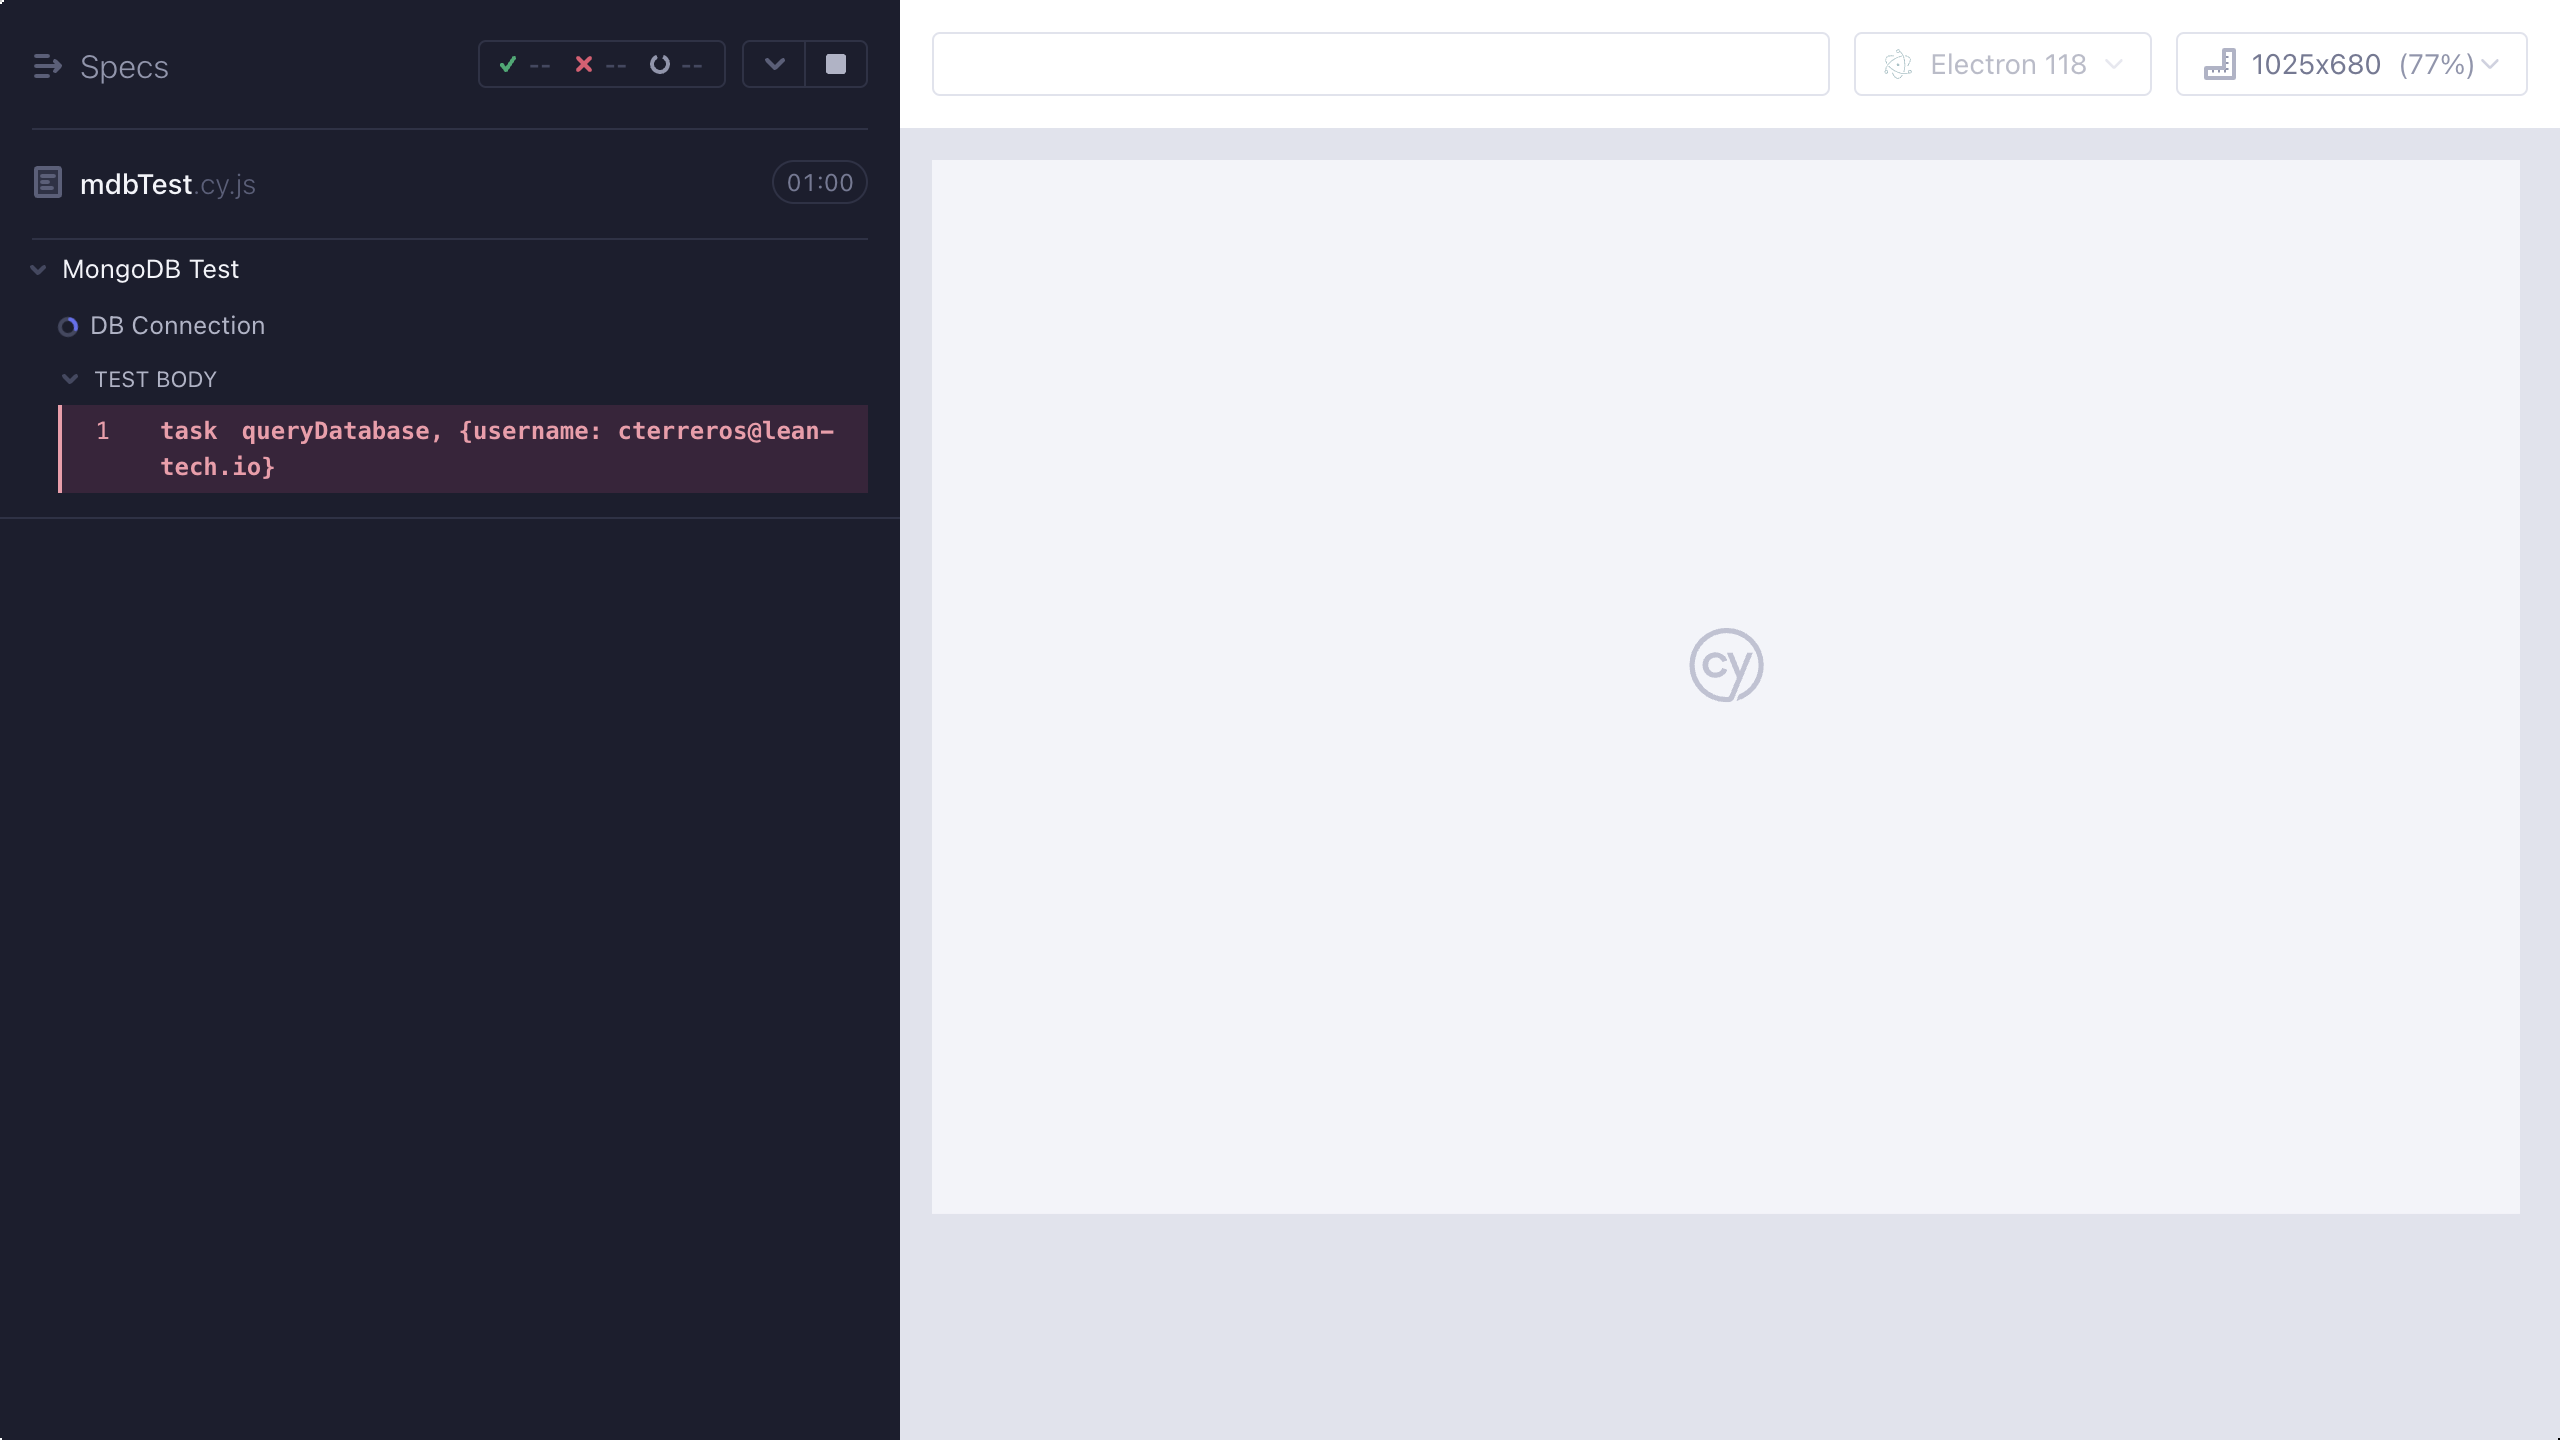 Specs
-- -- --
mdbTest.cy.js
01:00
MongoDB Test
DB Connection
TEST BODY
1 task queryDatabase, {username: cterreros@lean-
tech.io}
Electron 118
1025x680 (77%)
cy